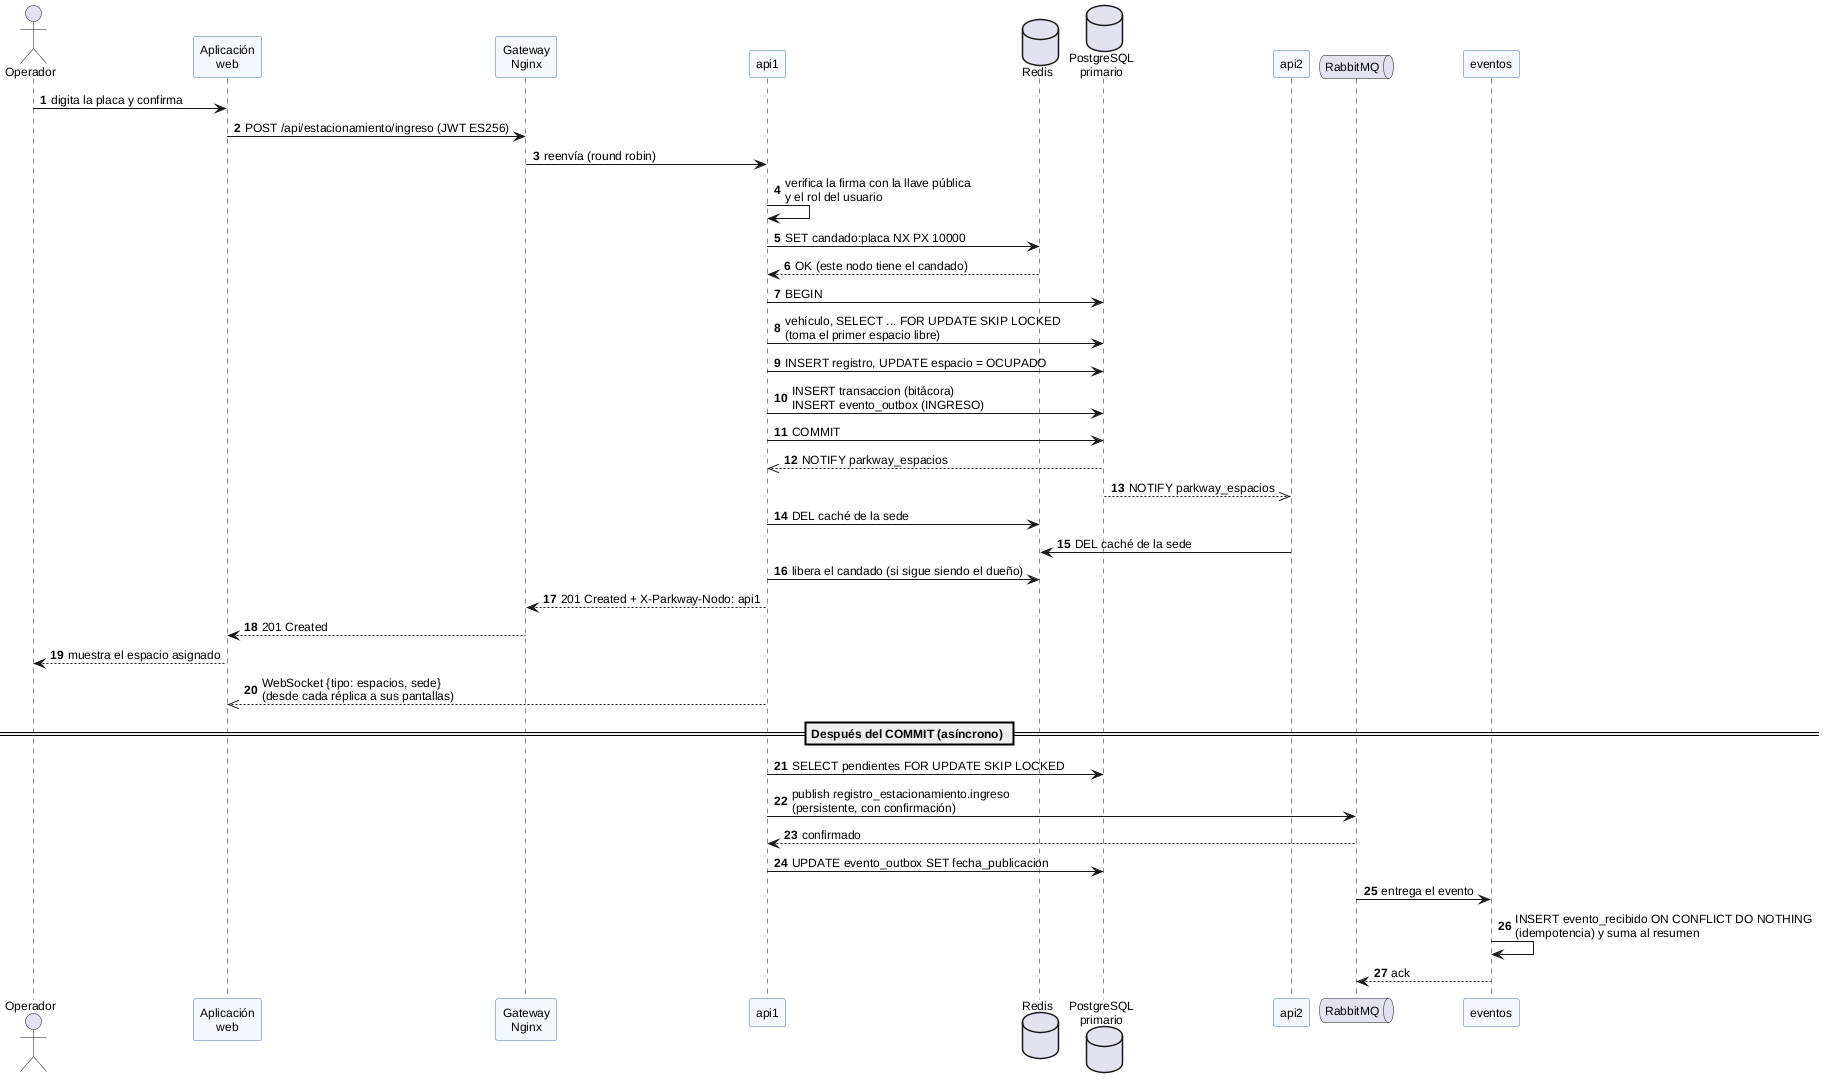 Operador
Aplicación
web
Gateway
Nginx
api1
Redis
PostgreSQL
primario
api2
RabbitMQ
eventos
1 digita la placa y confirma
2 POST /api/estacionamiento/ingreso (JWT ES256)
3 reenvía (round robin)
4 verifica la firma con la llave pública
y el rol del usuario
5 SET candado:placa NX PX 10000
6 OK (este nodo tiene el candado)
7 BEGIN
8 vehículo, SELECT ... FOR UPDATE SKIP LOCKED
(toma el primer espacio libre)
9 INSERT registro, UPDATE espacio = OCUPADO
10 INSERT transaccion (bitácora)
INSERT evento_outbox (INGRESO)
11 COMMIT
12 NOTIFY parkway_espacios
13 NOTIFY parkway_espacios
14 DEL caché de la sede
15 DEL caché de la sede
16 libera el candado (si sigue siendo el dueño)
17 201 Created + X-Parkway-Nodo: api1
18 201 Created
19 muestra el espacio asignado
20 WebSocket {tipo: espacios, sede}
(desde cada réplica a sus pantallas)
Después del COMMIT (asíncrono)
21 SELECT pendientes FOR UPDATE SKIP LOCKED
22 publish registro_estacionamiento.ingreso
(persistente, con confirmación)
23 confirmado
24 UPDATE evento_outbox SET fecha_publicacion
25 entrega el evento
26 INSERT evento_recibido ON CONFLICT DO NOTHING
(idempotencia) y suma al resumen
27 ack
Operador
Aplicación
web
Gateway
Nginx
api1
Redis
PostgreSQL
primario
api2
RabbitMQ
eventos